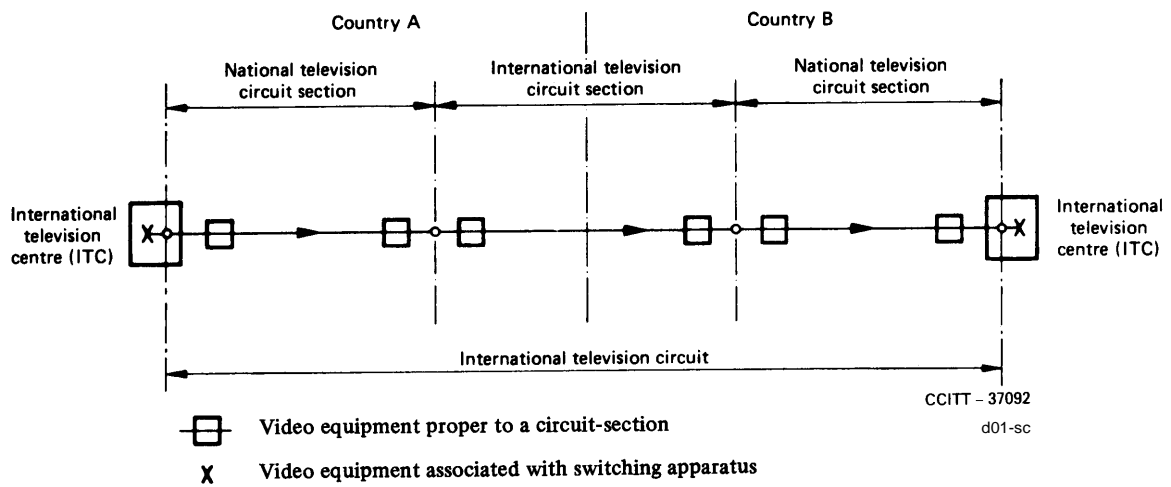 Country A
Country B
National television
circuit section
International television
circuit section
National television
circuit section
International
television
centre (ITC)
International
television
centre (ITC)
International television circuit
CCITT – 37092
d01-sc
Video equipment proper to a circuit-section
X Video equipment associated with switching apparatus